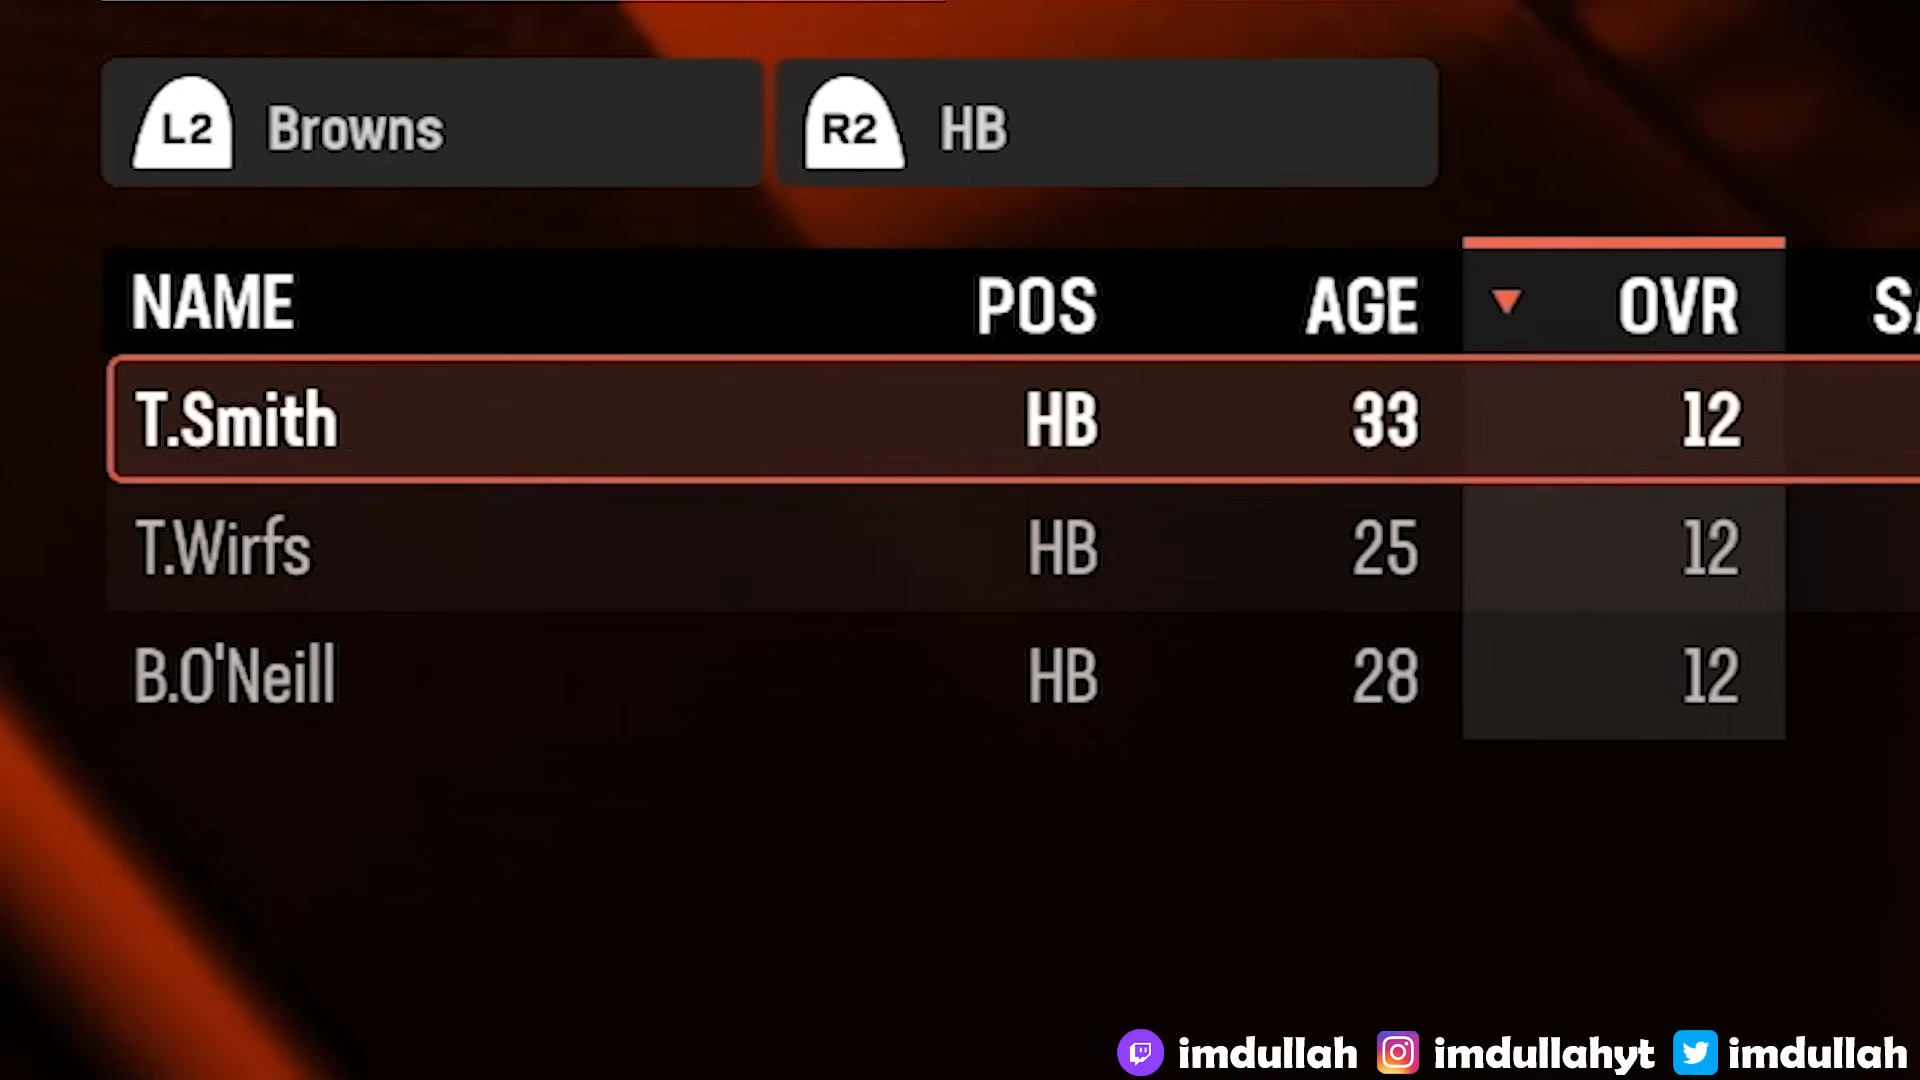 L2 Browns R2 HB
NAME POS AGE OVR
T.Smith HB 33 12
T.Wirfs HB 25 12
B.O'Neill HB 28 12
imdullah imdullahyt imdullah